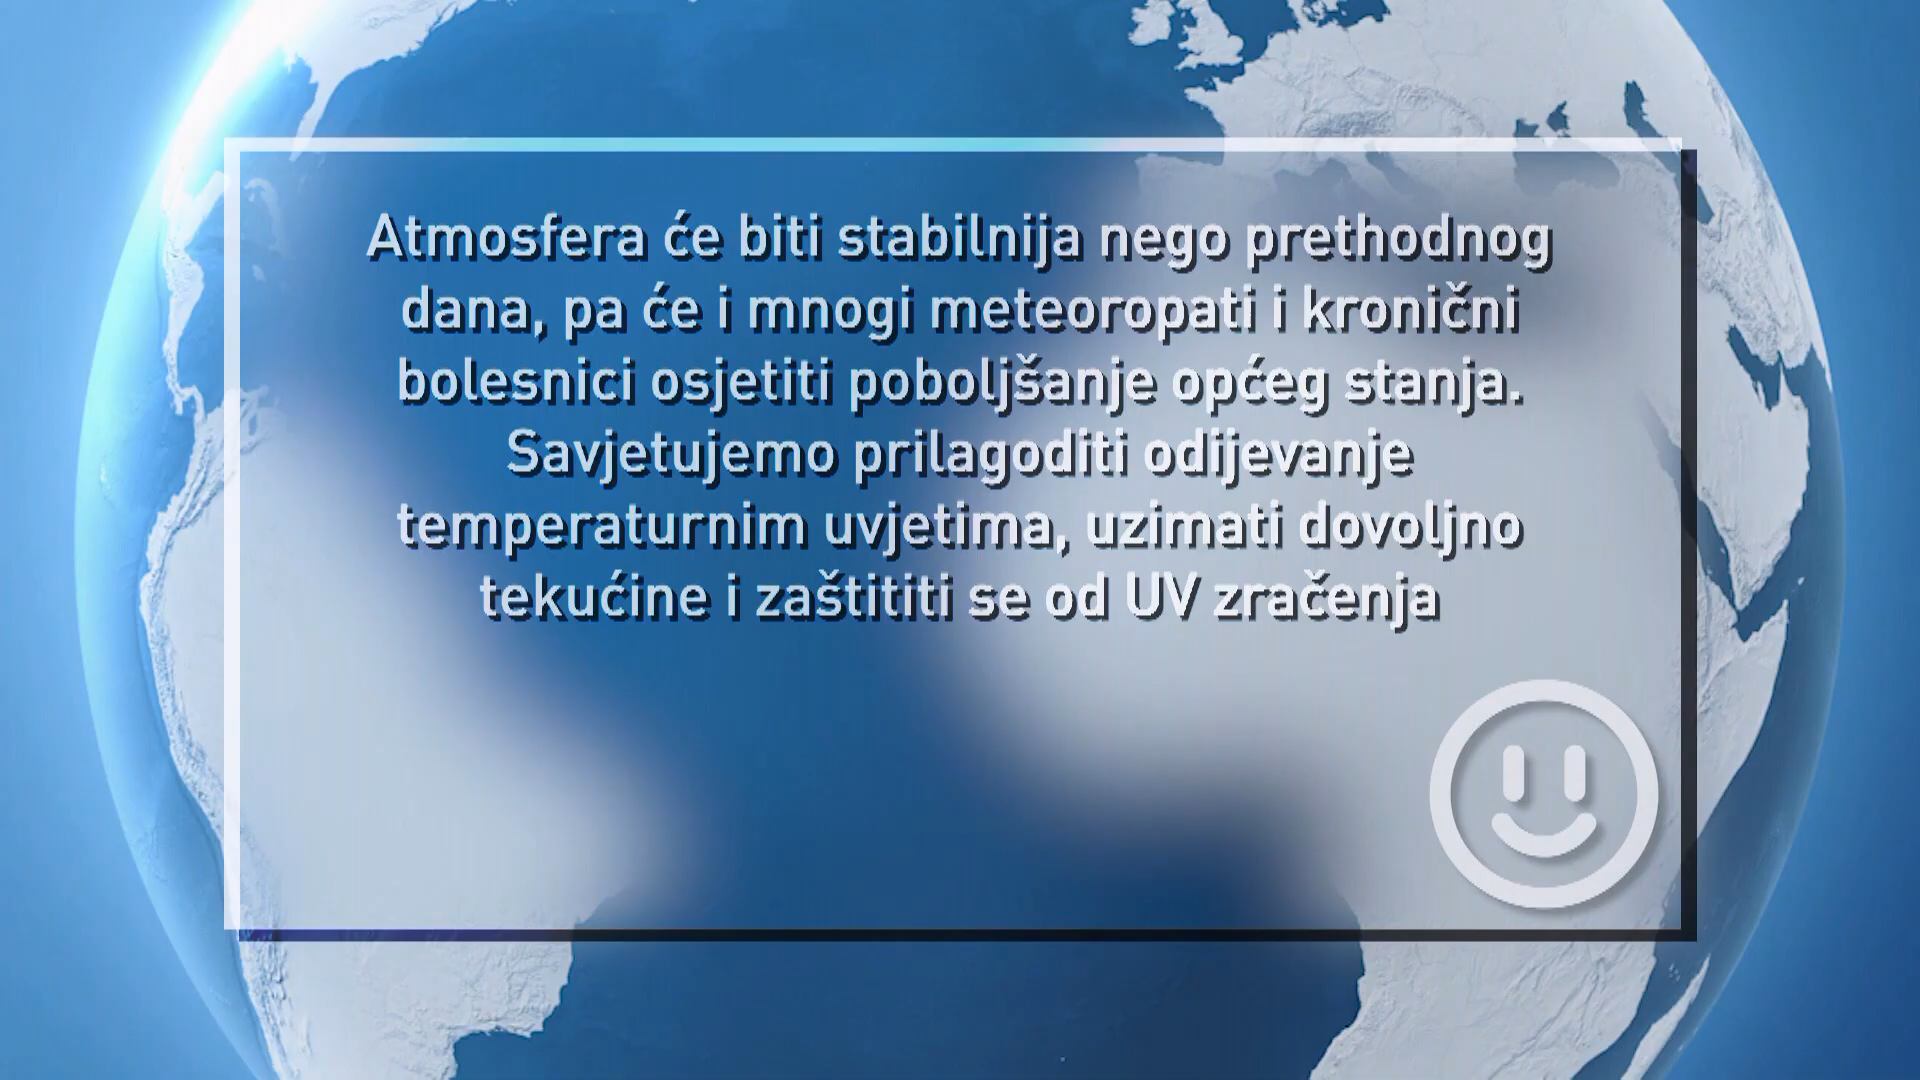 Atmosfera će biti stabilnija nego prethodnog
dana, pa će i mnogi meteoropati i kronični
bolesnici osjetiti poboljšanje općeg stanja.
Savjetujemo prilagoditi odijevanje
temperaturnim uvjetima, uzimati dovoljno
tekućine i zaštititi se od UV zračenja